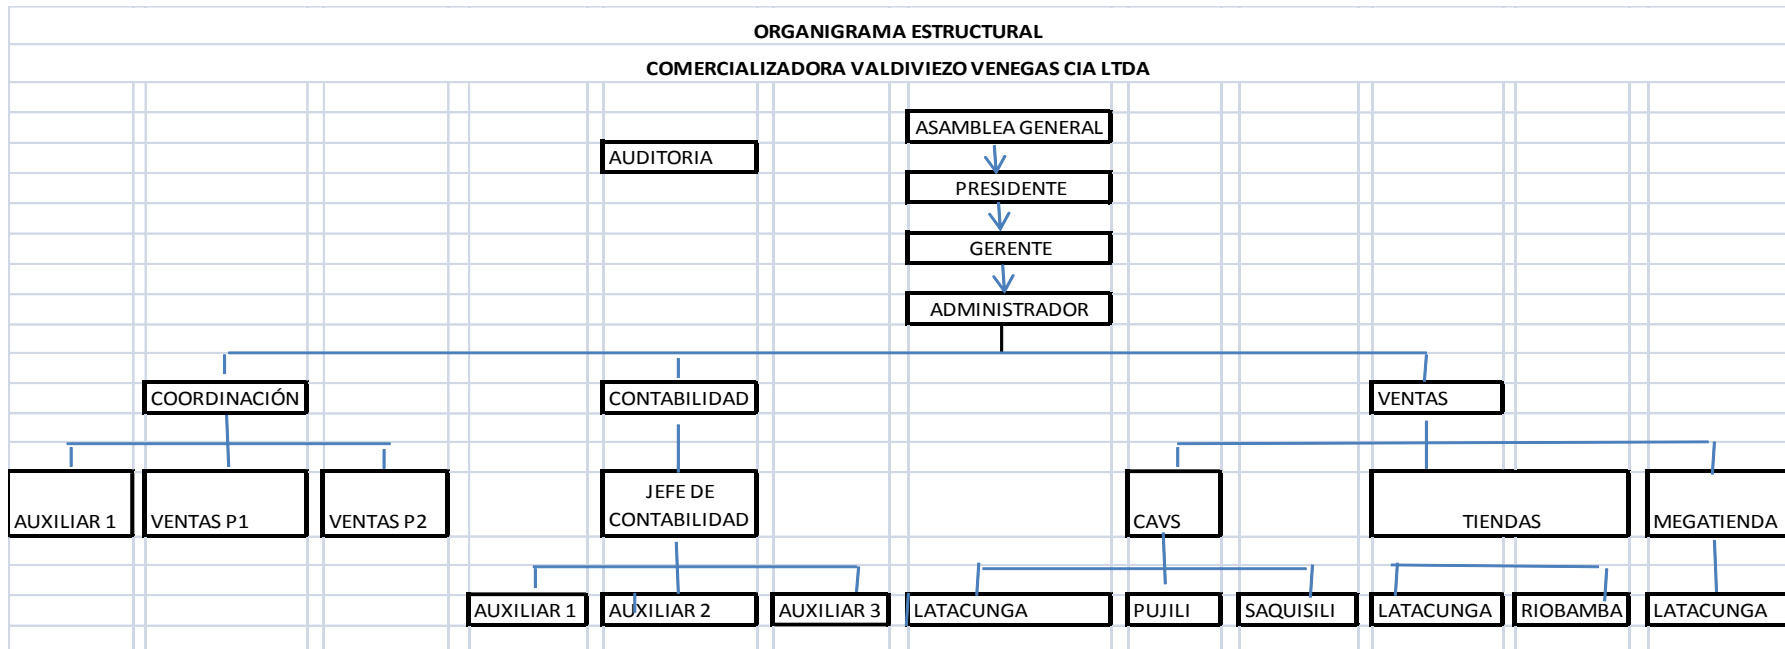 ORGANIGRAMA ESTRUCTURAL
COMERCIALIZADORA VALDIVIEZO VENEGAS CIA LTDA
ASAMBLEA GENERAL
AUDITORIA
PRESIDENTE
GERENTE
ADMINISTRADOR
COORDINACIÓN
CONTABILIDAD
VENTAS
AUXILIAR 1
VENTAS P1
VENTAS P2
JEFE DE
CONTABILIDAD
CAVS
TIENDAS
MEGATIENDA
AUXILIAR 1
AUXILIAR 2
AUXILIAR 3
LATACUNGA
PUJILI
SAQUISILI
LATACUNGA
RIOBAMBA
LATACUNGA